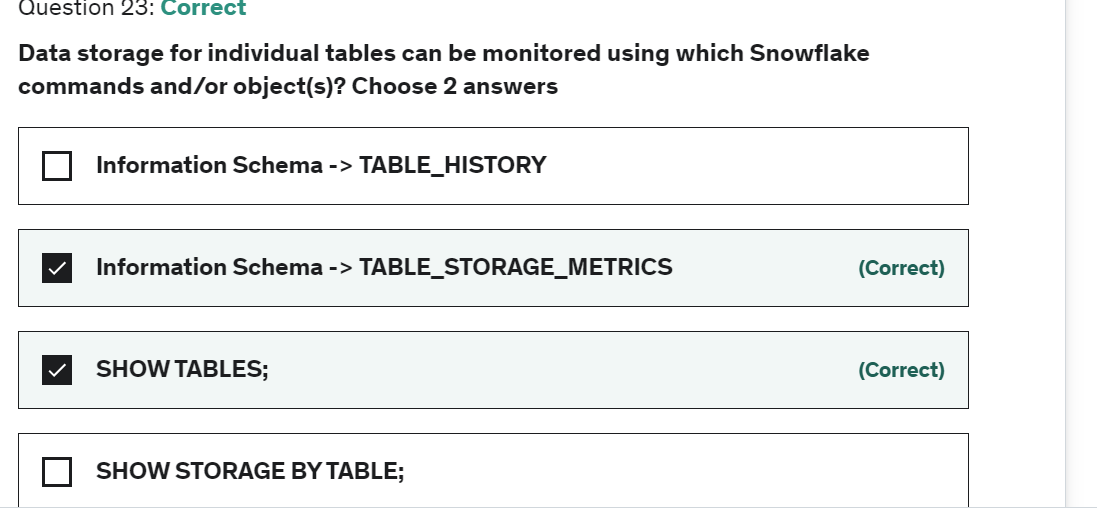 Question 23: Correct
Data storage for individual tables can be monitored using which Snowflake
commands and/or object(s)? Choose 2 answers
Information Schema -> TABLE_HISTORY
Information Schema -> TABLE_STORAGE_METRICS (Correct)
SHOW TABLES; (Correct)
SHOW STORAGE BY TABLE;